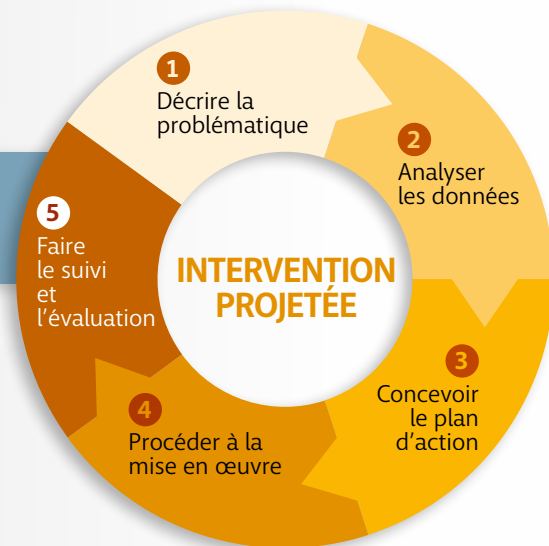 1
Décrire la
problématique
2
Analyser
les données
3
Concevoir
le plan
d'action
4
Procéder à la
mise en œuvre
5
Faire
le suivi
et
l'évaluation
INTERVENTION
PROJETÉE